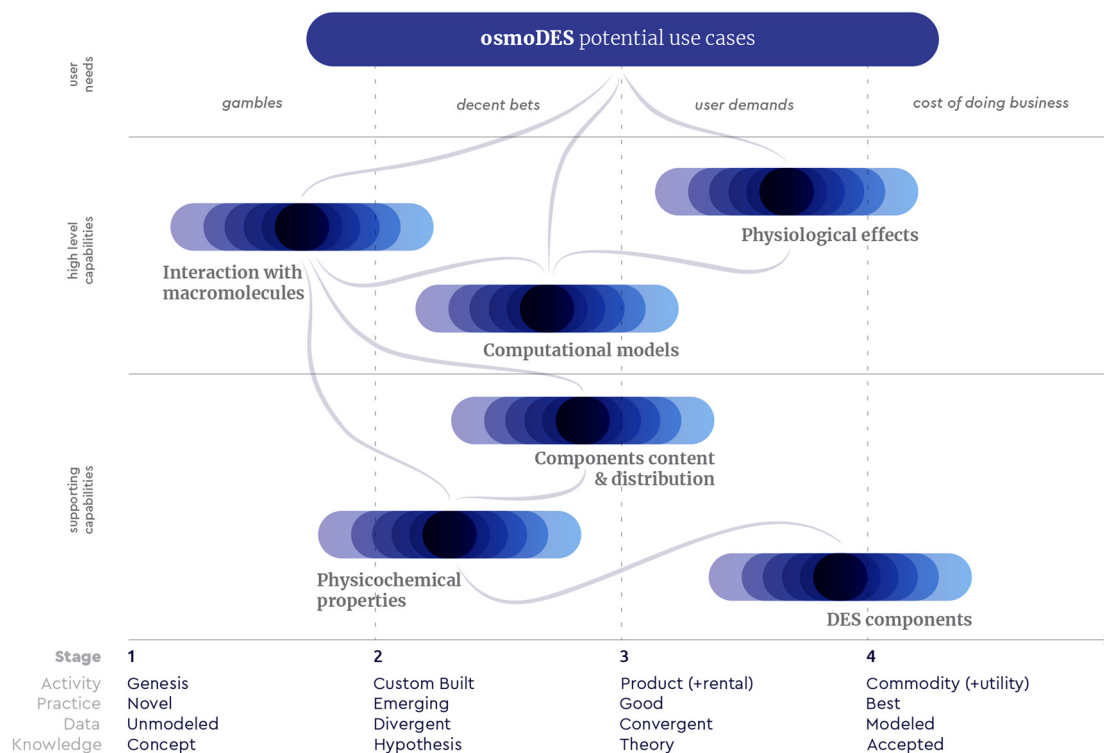 osmoDES potential use cases
user
needs
gambles
decent bets
user demands
cost of doing business
high level
capabilities
Physiological effects
Interaction with
macromolecules
Computational models
supporting
capabilities
Components content
& distribution
Physicochemical
properties
DES components
Stage 1 2 3 4
Activity Genesis Custom Built Product (+rental) Commodity (+utility)
Practice Novel Emerging Good Best
Data Unmodeled Divergent Convergent Modeled
Knowledge Concept Hypothesis Theory Accepted